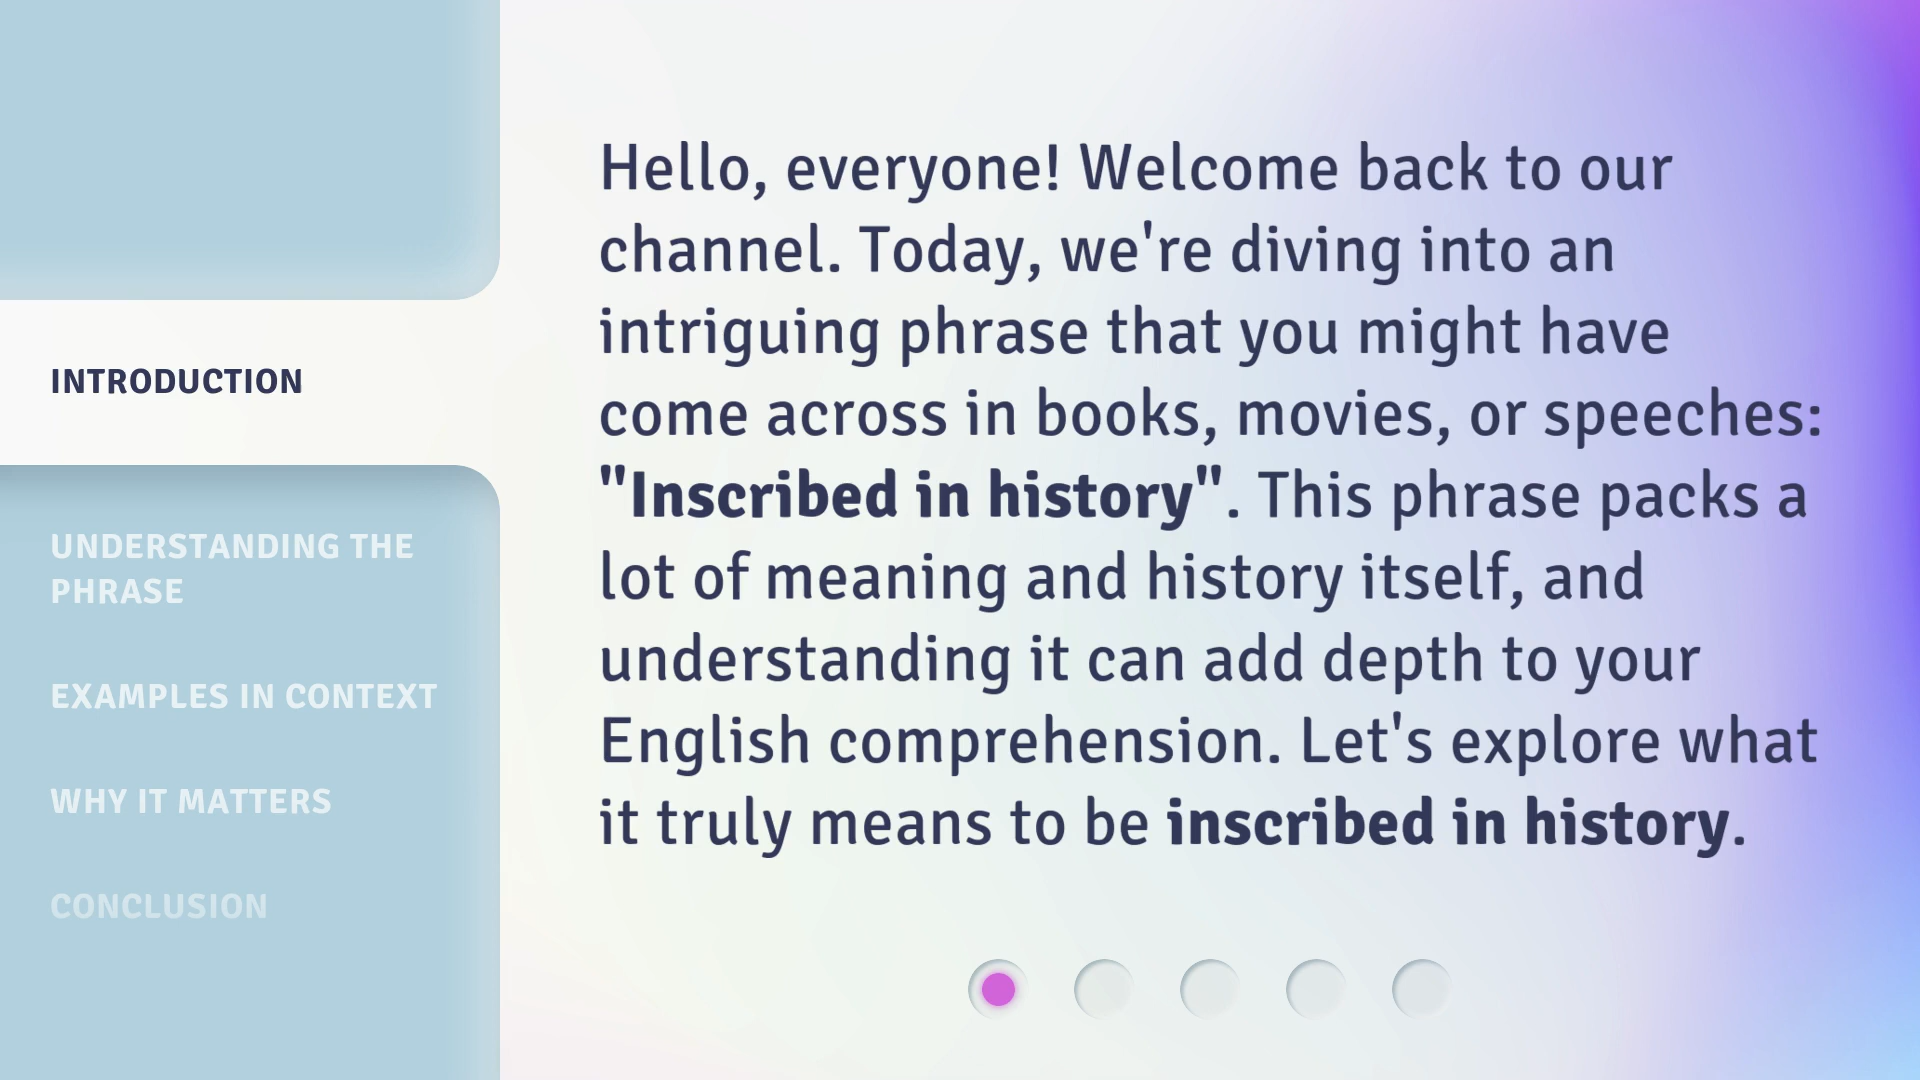 INTRODUCTION
UNDERSTANDING THE
PHRASE
EXAMPLES IN CONTEXT
WHY IT MATTERS
CONCLUSION
Hello, everyone! Welcome back to our
channel. Today, we're diving into an
intriguing phrase that you might have
come across in books, movies, or speeches:
"Inscribed in history". This phrase packs a
lot of meaning and history itself, and
understanding it can add depth to your
English comprehension. Let's explore what
it truly means to be inscribed in history.